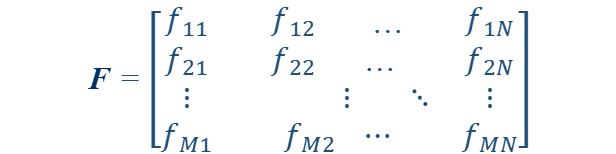 f₁₁ f₁₂ … f₁N
f₂₁ f₂₂ … f₂N
F = ⋮ ⋮ ⋱ ⋮
fM₁ fM₂ … fMN